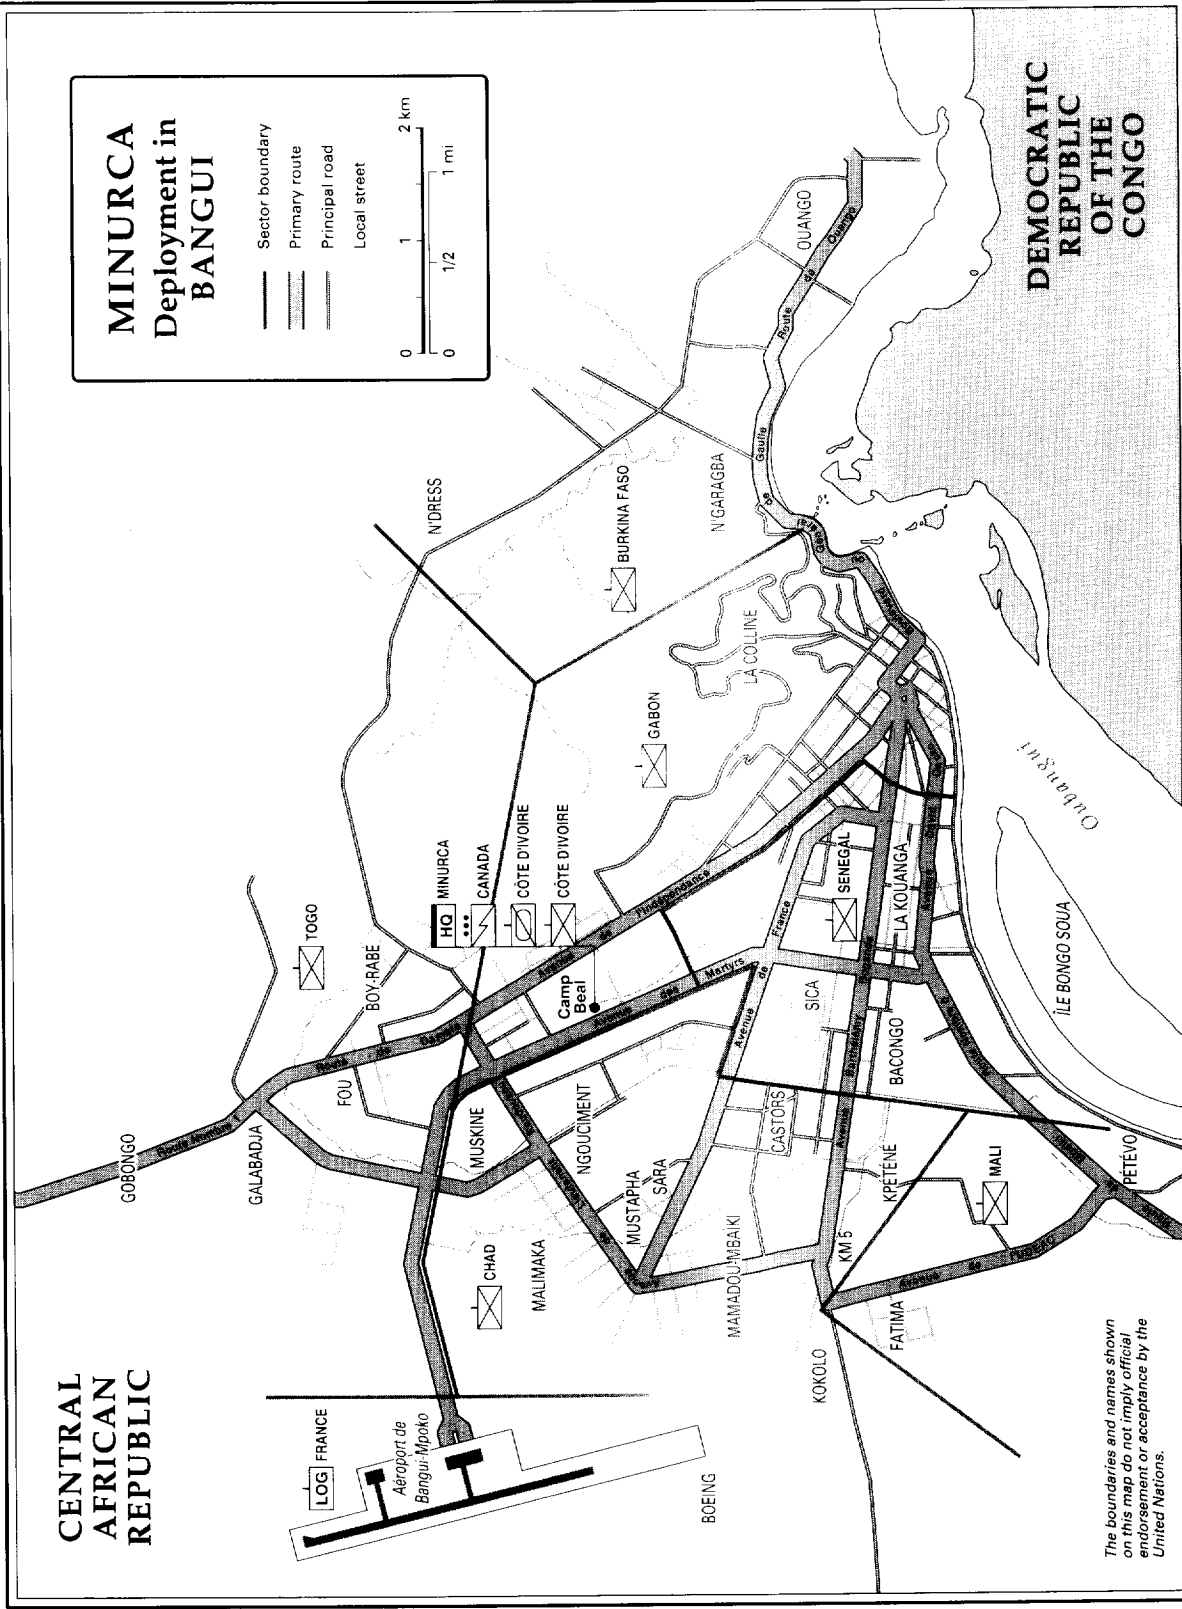 CENTRAL
AFRICAN
REPUBLIC
MINURCA
Deployment in
BANGUI
Sector boundary
Primary route
Principal road
Local street
0 1 2 km
0 1/2 1 mi
DEMOCRATIC
REPUBLIC
OF THE
CONGO
GOBONGO
Route Nombre 1
GALABADJA
FOU
BOY-RABE
TOGO
N'DRESS
HQ MINURCA
CANADA
CÔTE D'IVOIRE
CÔTE D'IVOIRE
BURKINA FASO
GABON
LA COLLINE
N'GARAGBA
OUANGO
Route de Ouango
Gaulle
de
Gén
du
LOG FRANCE
Aéroport de
Bangui-Mpoko
BOEING
CHAD
MALIMAKA
MUSKINE
NGOUCIMENT
MUSTAPHA
SARA
Camp
Beal
Avenue des Martyrs
Avenue de l'Indépendance
Avenue de France
MAMADOU-MBAIKI
CASTORS
SICA
SENEGAL
LA KOUANGA
BACONGO
Avenue Barthélemy
KPETENE
KM 5
KOKOLO
FATIMA
Avenue de
MALI
PETEVO
ÎLE BONGO SOUA
Oubangui
The boundaries and names shown
on this map do not imply official
endorsement or acceptance by the
United Nations.